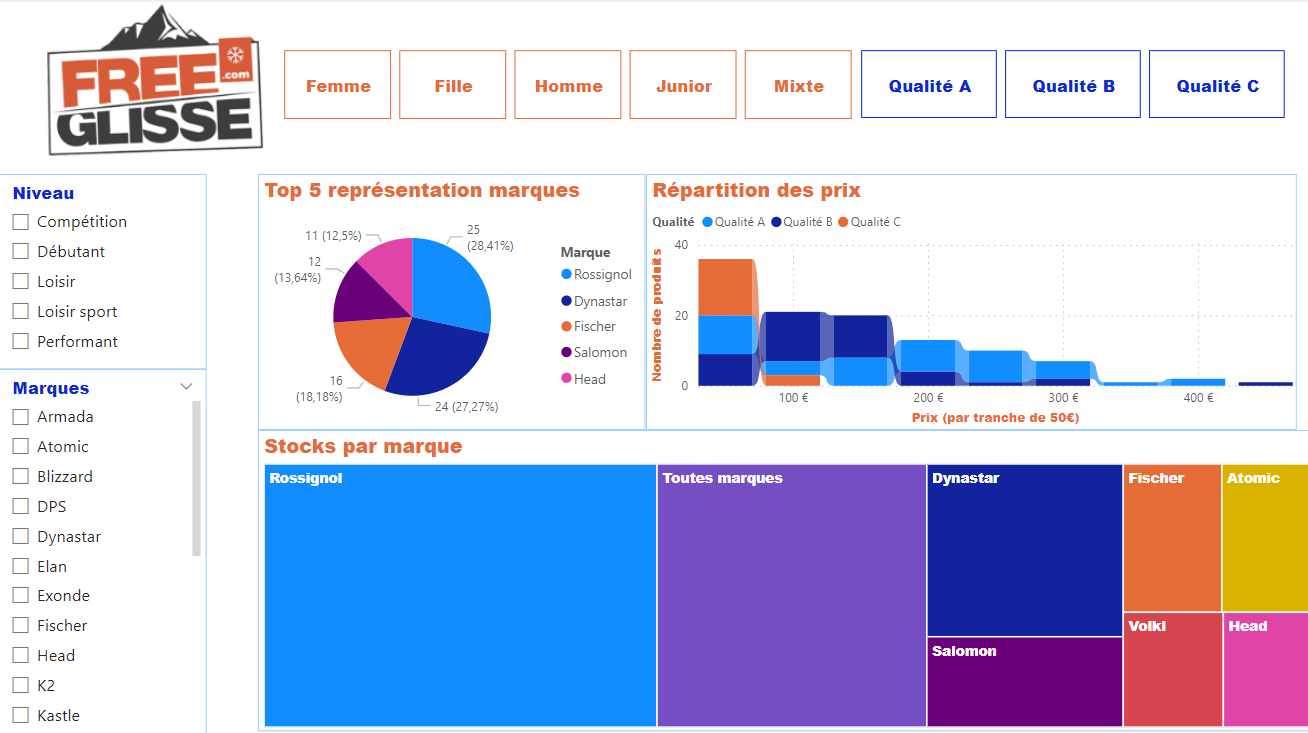 FREE
.com
GLISSE
Femme
Fille
Homme
Junior
Mixte
Qualité A
Qualité B
Qualité C
Niveau
Compétition
Débutant
Loisir
Loisir sport
Performant
Marques
Armada
Atomic
Blizzard
DPS
Dynastar
Elan
Exonde
Fischer
Head
K2
Kastle
Top 5 représentation marques
25
(28,41%)
24 (27,27%)
16
(18,18%)
12
(13,64%)
11 (12,5%)
Marque
Rossignol
Dynastar
Fischer
Salomon
Head
Répartition des prix
Qualité
Qualité A
Qualité B
Qualité C
Nombre de produits
40
20
0
100 €
200 €
300 €
400 €
Prix (par tranche de 50€)
Stocks par marque
Rossignol
Toutes marques
Dynastar
Salomon
Fischer
Atomic
Volkl
Head